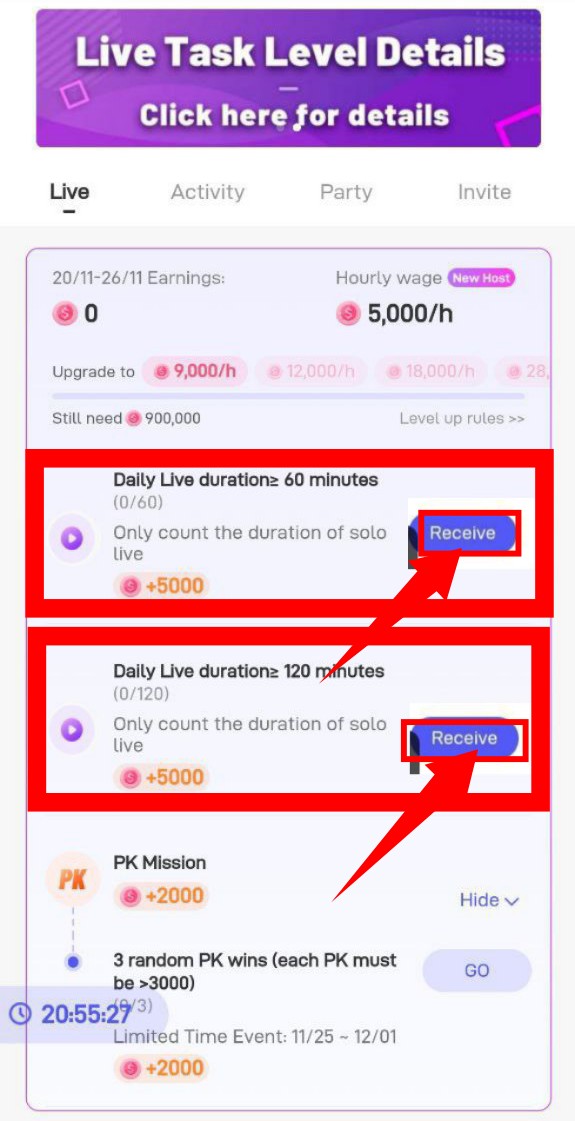 Live Task Level Details
Click here for details
Live Activity Party Invite
20/11-26/11 Earnings: Hourly wage New Host
0 5,000/h
Upgrade to 9,000/h 12,000/h 18,000/h 28,
Still need 900,000 Level up rules >>
Daily Live duration≥ 60 minutes
(0/60)
Only count the duration of solo
live
Receive
+5000
Daily Live duration≥ 120 minutes
(0/120)
Only count the duration of solo
live
Receive
+5000
PK
PK Mission
+2000
Hide
3 random PK wins (each PK must
be >3000)
GO
(0/3)
20:55:27
Limited Time Event: 11/25 ~ 12/01
+2000